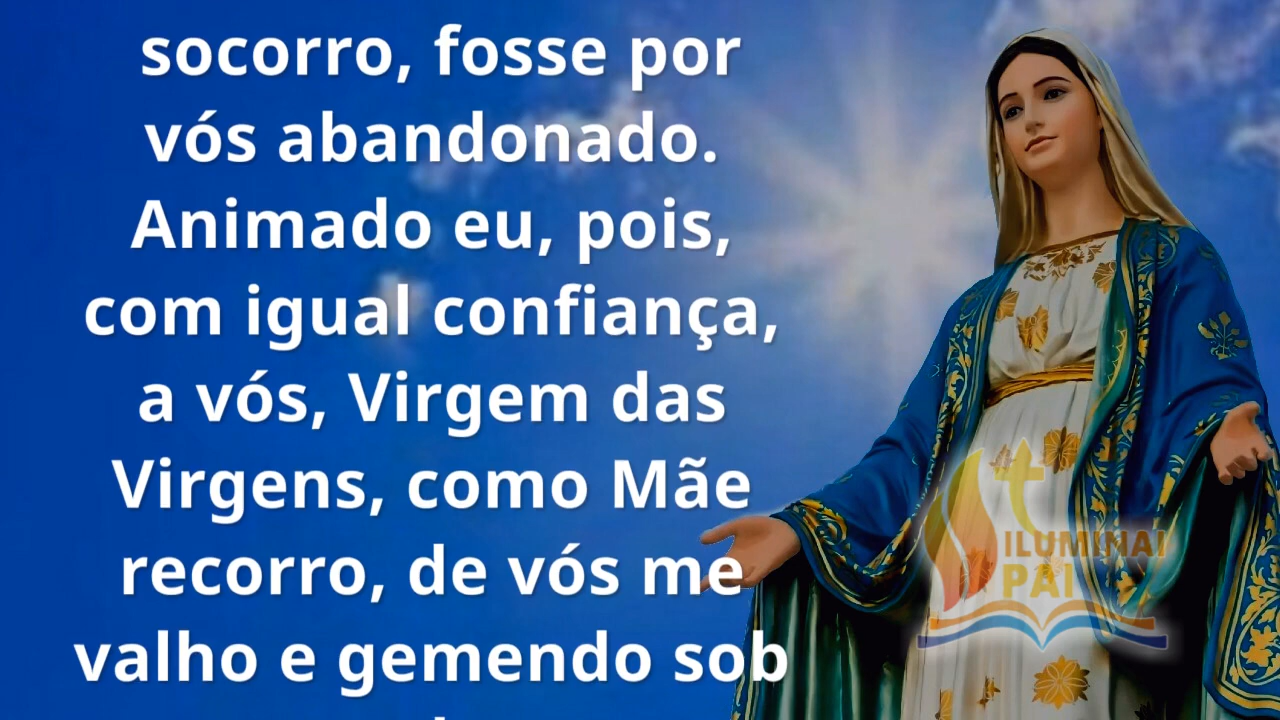 socorro, fosse por
vós abandonado.
Animado eu, pois,
com igual confiança,
a vós, Virgem das
Virgens, como Mãe
recorro, de vós me
valho e gemendo sob
ILUMINAI
PAI